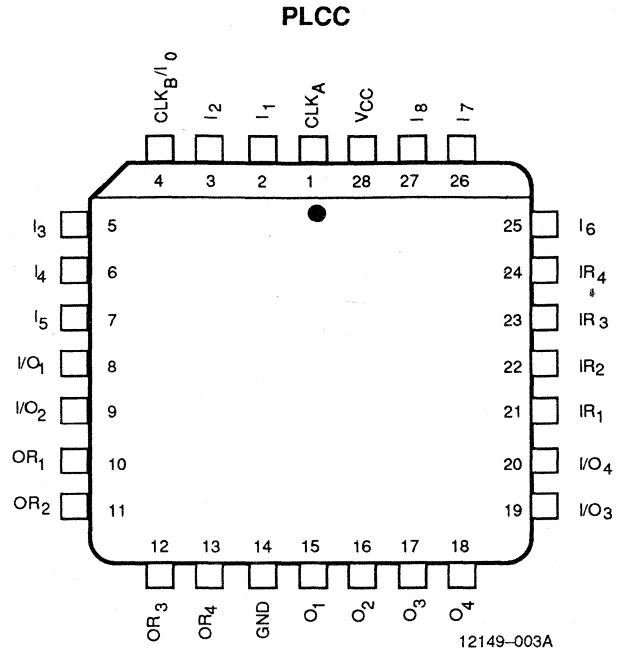 PLCC
CLKB/I0 I2 I1 CLKA VCC I8 I7
4 3 2 1 28 27 26
I3 5 25 I6
I4 6 24 IR4
I5 7 23 IR3
I/O1 8 22 IR2
I/O2 9 21 IR1
OR1 10 20 I/O4
OR2 11 19 I/O3
12 13 14 15 16 17 18
OR3 OR4 GND O1 O2 O3 O4
12149–003A